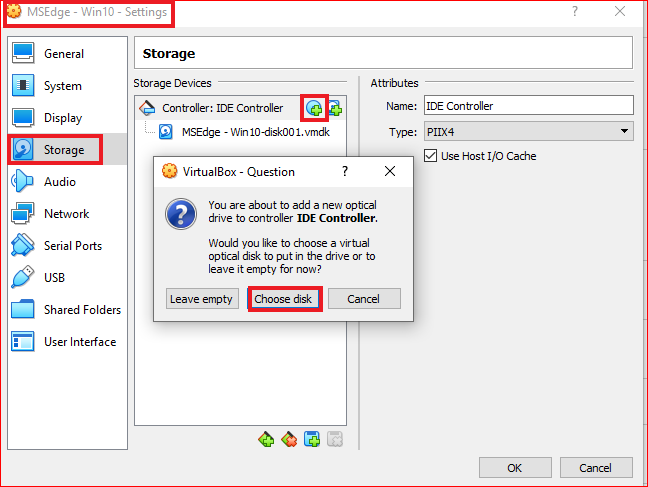 MSEdge - Win10 - Settings
?
General
System
Display
Storage
Audio
Network
Serial Ports
USB
Shared Folders
User Interface
Storage
Storage Devices
Controller: IDE Controller
MSEdge - Win10-disk001.vmdk
Attributes
Name: IDE Controller
Type: PIIX4
Use Host I/O Cache
VirtualBox - Question
?
You are about to add a new optical
drive to controller IDE Controller.
Would you like to choose a virtual
optical disk to put in the drive or to
leave it empty for now?
Leave empty
Choose disk
Cancel
OK
Cancel